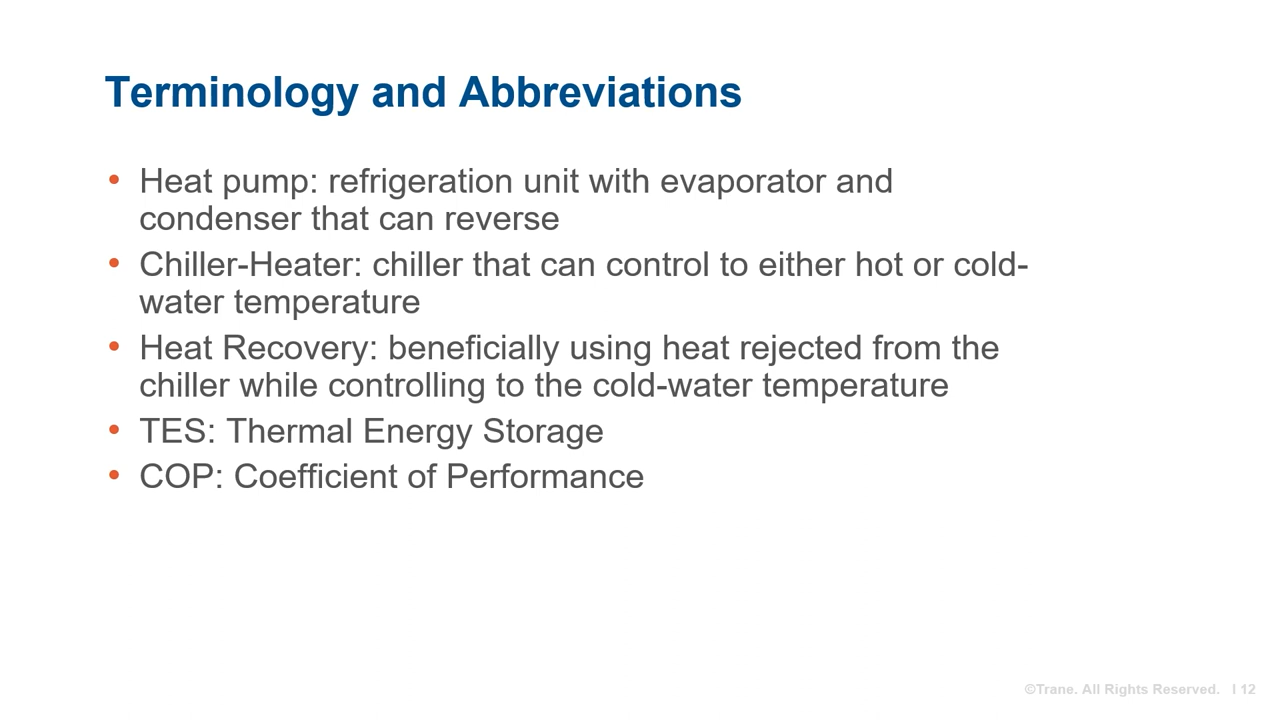 Terminology and Abbreviations
• Heat pump: refrigeration unit with evaporator and
condenser that can reverse
• Chiller-Heater: chiller that can control to either hot or cold-
water temperature
• Heat Recovery: beneficially using heat rejected from the
chiller while controlling to the cold-water temperature
• TES: Thermal Energy Storage
• COP: Coefficient of Performance
©Trane. All Rights Reserved. I 12